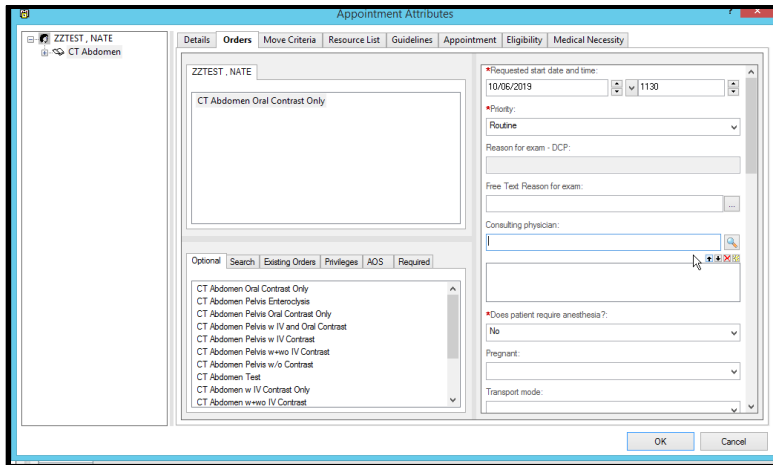 Appointment Attributes
? x
ZZTEST , NATE
CT Abdomen
Details Orders Move Criteria Resource List Guidelines Appointment Eligibility Medical Necessity
ZZTEST , NATE
CT Abdomen Oral Contrast Only
Optional Search Existing Orders Privileges AOS Required
CT Abdomen Oral Contrast Only
CT Abdomen Pelvis Enteroclysis
CT Abdomen Pelvis Oral Contrast Only
CT Abdomen Pelvis w IV and Oral Contrast
CT Abdomen Pelvis w IV Contrast
CT Abdomen Pelvis w+wo IV Contrast
CT Abdomen Pelvis w/o Contrast
CT Abdomen Test
CT Abdomen w IV Contrast Only
CT Abdomen w+wo IV Contrast
*Requested start date and time:
10/06/2019 1130
*Priority:
Routine
Reason for exam - DCP:
Free Text Reason for exam:
...
Consulting physician:
*Does patient require anesthesia?:
No
Pregnant:
Transport mode:
OK Cancel